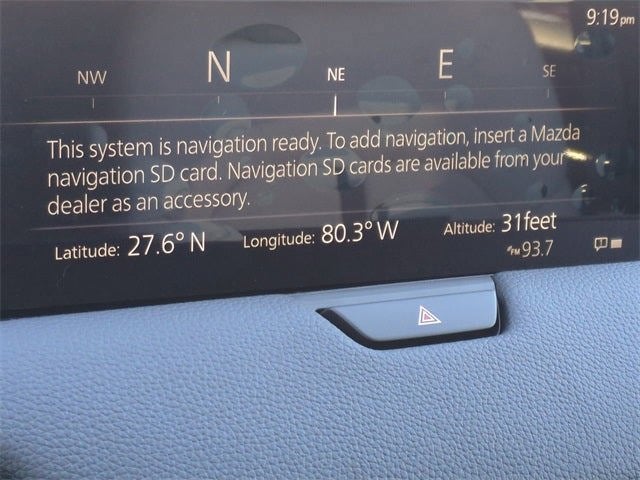 9:19pm
NW N NE E SE
This system is navigation ready. To add navigation, insert a Mazda
navigation SD card. Navigation SD cards are available from your
dealer as an accessory.
Latitude: 27.6° N Longitude: 80.3° W Altitude: 31feet
FM 93.7